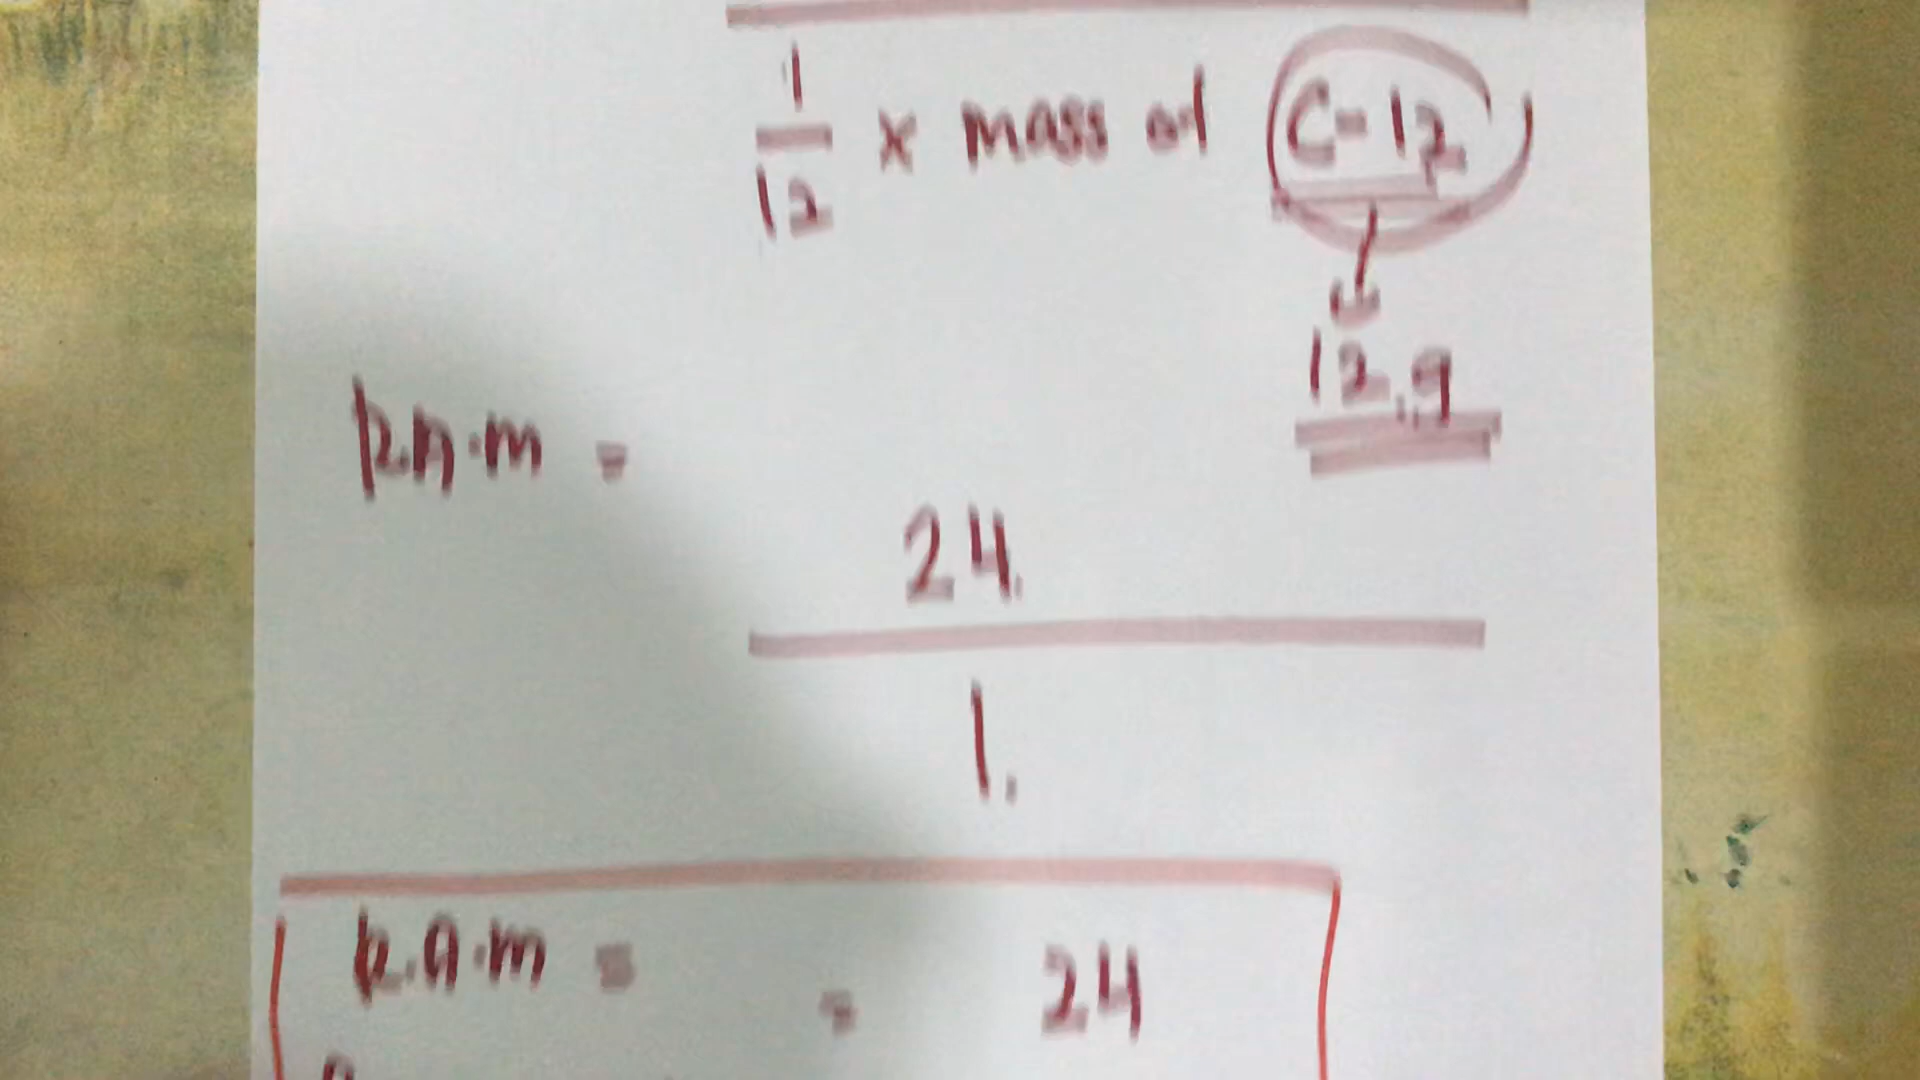 1/12 x mass of C-12
12.g
R.A.m =
24.
1.
R.A.m = = 24